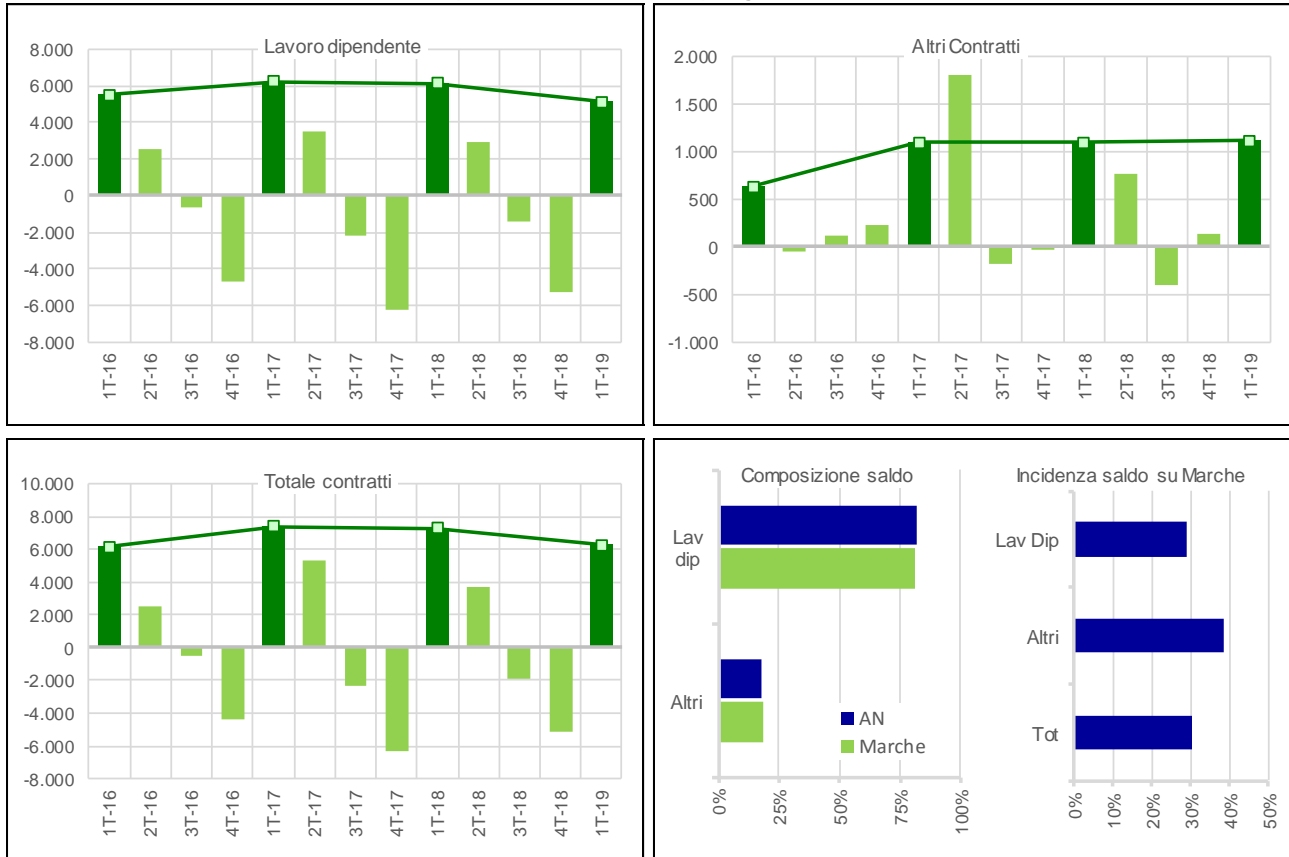 Lavoro dipendente
8.000
6.000
4.000
2.000
0
-2.000
-4.000
-6.000
-8.000
1T-16
2T-16
3T-16
4T-16
1T-17
2T-17
3T-17
4T-17
1T-18
2T-18
3T-18
4T-18
1T-19
Altri Contratti
2.000
1.500
1.000
500
0
-500
-1.000
1T-16
2T-16
3T-16
4T-16
1T-17
2T-17
3T-17
4T-17
1T-18
2T-18
3T-18
4T-18
1T-19
Totale contratti
10.000
8.000
6.000
4.000
2.000
0
-2.000
-4.000
-6.000
-8.000
1T-16
2T-16
3T-16
4T-16
1T-17
2T-17
3T-17
4T-17
1T-18
2T-18
3T-18
4T-18
1T-19
Composizione saldo
Lav
dip
Altri
AN
Marche
0%
25%
50%
75%
100%
Incidenza saldo su Marche
Lav Dip
Altri
Tot
0%
10%
20%
30%
40%
50%